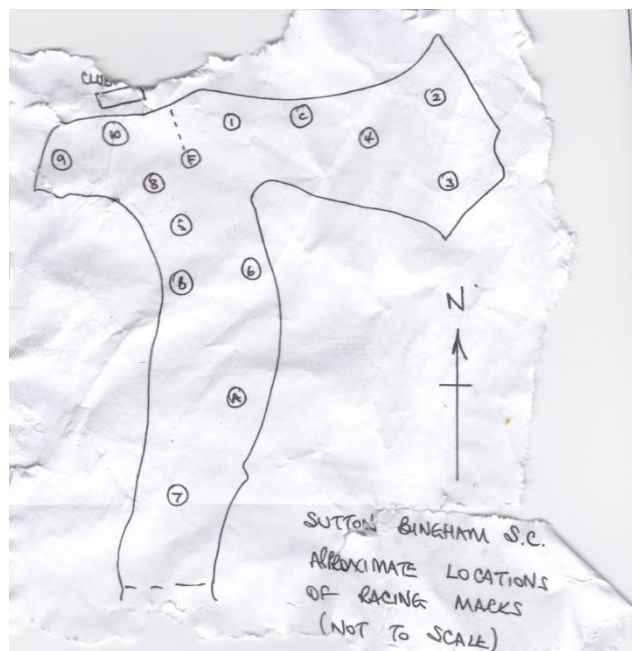 CLUB
2
C
1
10
4
F
9
8
3
5
6
B
A
7
N
SUTTON BINGHAM S.C.
APPROXIMATE LOCATIONS
OF RACING MARKS
(NOT TO SCALE)